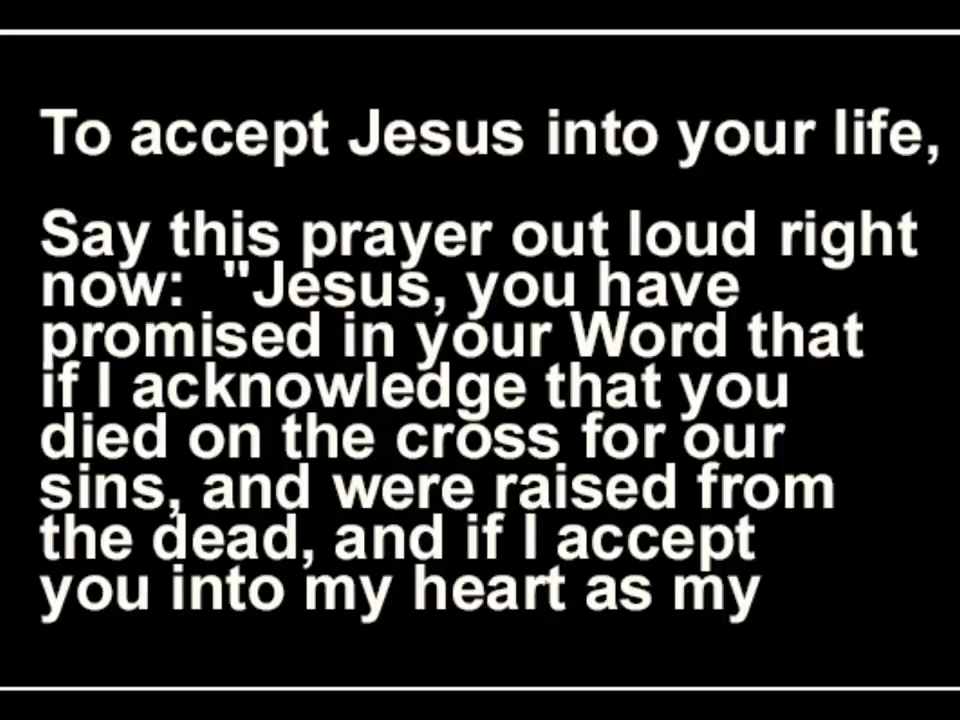 To accept Jesus into your life,
Say this prayer out loud right
now:  "Jesus, you have
promised in your Word that
if I acknowledge that you
died on the cross for our
sins, and were raised from
the dead, and if I accept
you into my heart as my